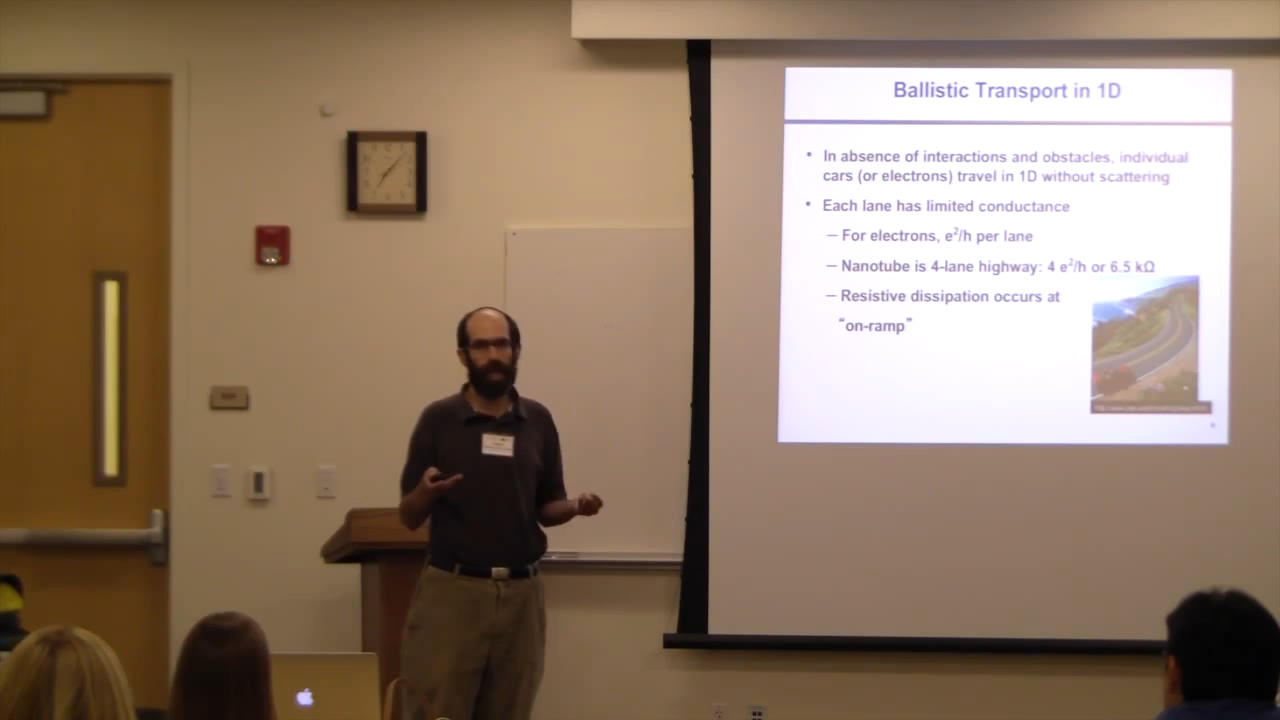 Ballistic Transport in 1D
• In absence of interactions and obstacles, individual
cars (or electrons) travel in 1D without scattering
• Each lane has limited conductance
– For electrons, e²/h per lane
– Nanotube is 4-lane highway: 4 e²/h or 6.5 kΩ
– Resistive dissipation occurs at
“on-ramp”